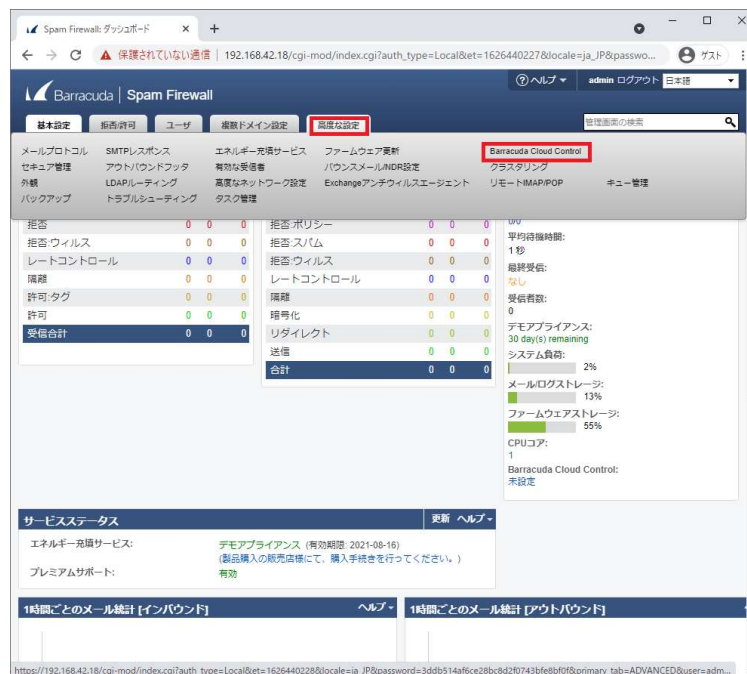 Spam Firewall: ダッシュボード
ゲスト
保護されていない通信 | 192.168.42.18/cgi-mod/index.cgi?auth_type=Local&et=1626440227&locale=ja_JP&passwo...
ヘルプ admin ログアウト 日本語
Barracuda | Spam Firewall
基本設定 拒否/許可 ユーザ 複数ドメイン設定 高度な設定 管理画面の検索
メールプロトコル SMTPレスポンス エネルギー充填サービス ファームウェア更新 Barracuda Cloud Control
セキュア管理 アウトバウンドフッタ 有効な受信者 バウンスメール/NDR設定 クラスタリング
外観 LDAPルーティング 高度なネットワーク設定 Exchangeアンチウィルスエージェント リモートIMAP/POP キュー管理
バックアップ トラブルシューティング タスク管理
拒否 0 0 0
拒否:ウィルス 0 0 0
レートコントロール 0 0 0
隔離 0 0 0
許可:タグ 0 0 0
許可 0 0 0
受信合計 0 0 0
拒否:ポリシー 0 0 0
拒否:スパム 0 0 0
拒否:ウィルス 0 0 0
レートコントロール 0 0 0
隔離 0 0 0
暗号化 0 0 0
リダイレクト 0 0 0
送信 0 0 0
合計 0 0 0
0/0
平均待機時間:
1 秒
最終受信:
なし
受信者数:
0
デモアプライアンス:
30 day(s) remaining
システム負荷:
2%
メール/ログストレージ:
13%
ファームウェアストレージ:
55%
CPUコア:
1
Barracuda Cloud Control:
未設定
サービスステータス 更新 ヘルプ
エネルギー充填サービス: デモアプライアンス (有効期限: 2021-08-16)
(製品購入の販売店様にて、購入手続きを行ってください。)
プレミアムサポート: 有効
1時間ごとのメール統計 [インバウンド] ヘルプ
1時間ごとのメール統計 [アウトバウンド]
https://192.168.42.18/cgi-mod/index.cgi?auth_type=Local&et=1626440228&locale=ja_JP&password=3ddb514af6ce28bc8d2f0743bfe8bf0f&primary_tab=ADVANCED&user=adm...